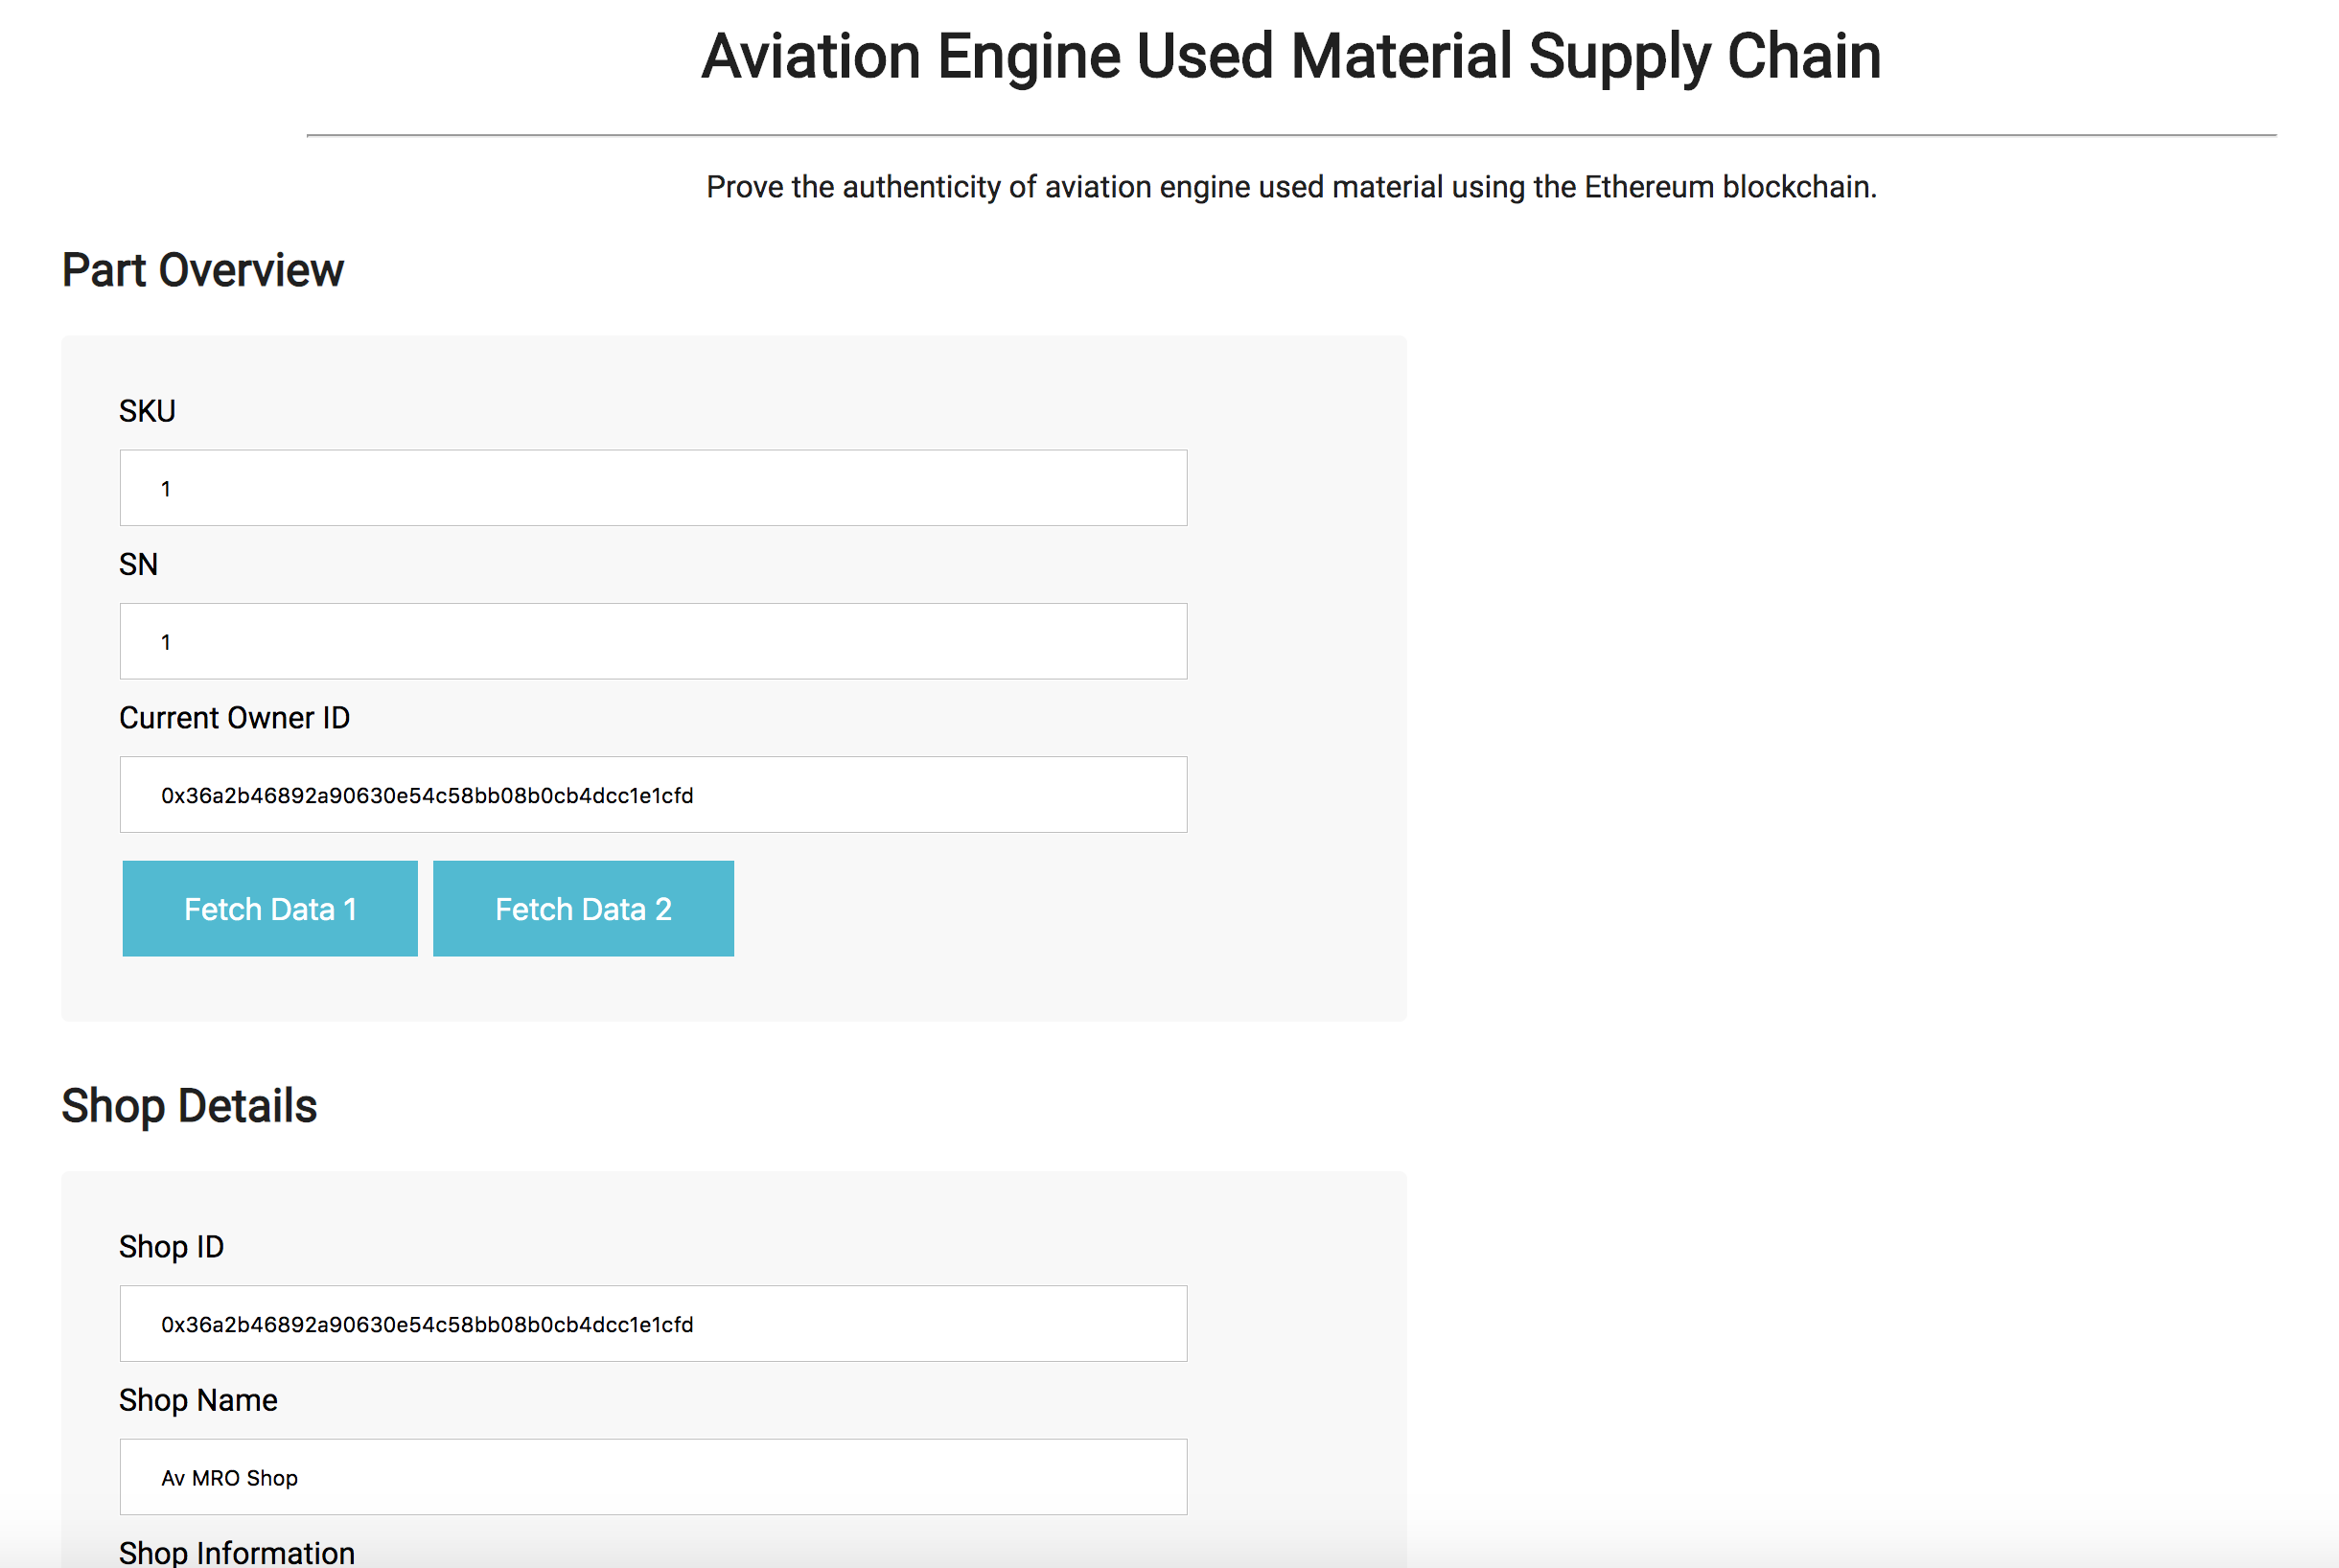 Aviation Engine Used Material Supply Chain
Prove the authenticity of aviation engine used material using the Ethereum blockchain.
Part Overview
SKU
1
SN
1
Current Owner ID
0x36a2b46892a90630e54c58bb08b0cb4dcc1e1cfd
Fetch Data 1 Fetch Data 2
Shop Details
Shop ID
0x36a2b46892a90630e54c58bb08b0cb4dcc1e1cfd
Shop Name
Av MRO Shop
Shop Information